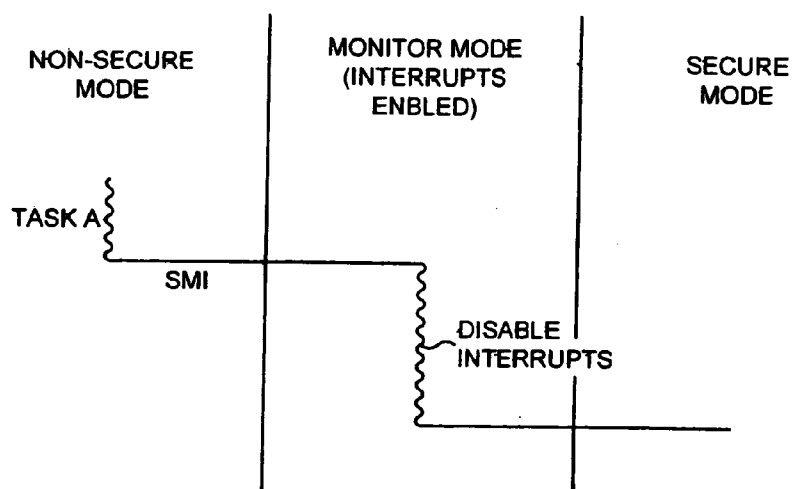 NON-SECURE
MODE
MONITOR MODE
(INTERRUPTS
ENBLED)
SECURE
MODE
TASK A
SMI
DISABLE
INTERRUPTS